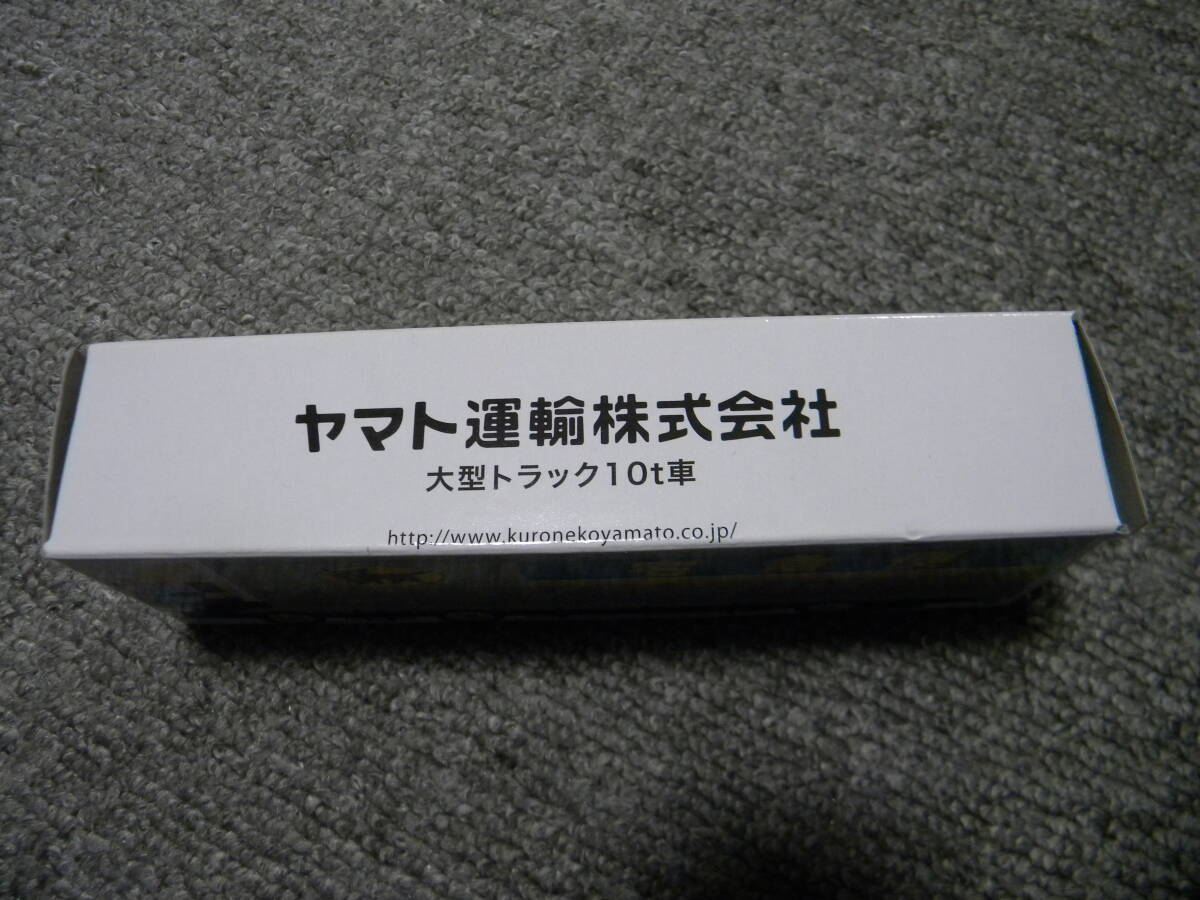 ヤマト運輸株式会社
大型トラック10t車
http://www.kuronekoyamato.co.jp/